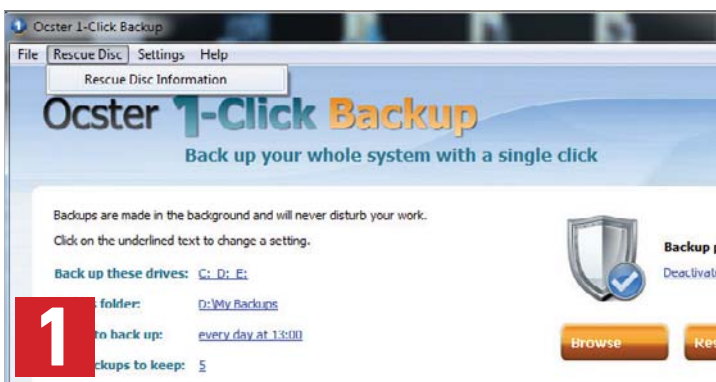 Ocster 1-Click Backup
File Rescue Disc Settings Help
Rescue Disc Information
Ocster 1-Click Backup
Back up your whole system with a single click
Backups are made in the background and will never disturb your work.
Click on the underlined text to change a setting.
Backup
Back up these drives: C: D: E:
folder: D:\My Backups
to back up: every day at 13:00
to keep: 5
Browse
1